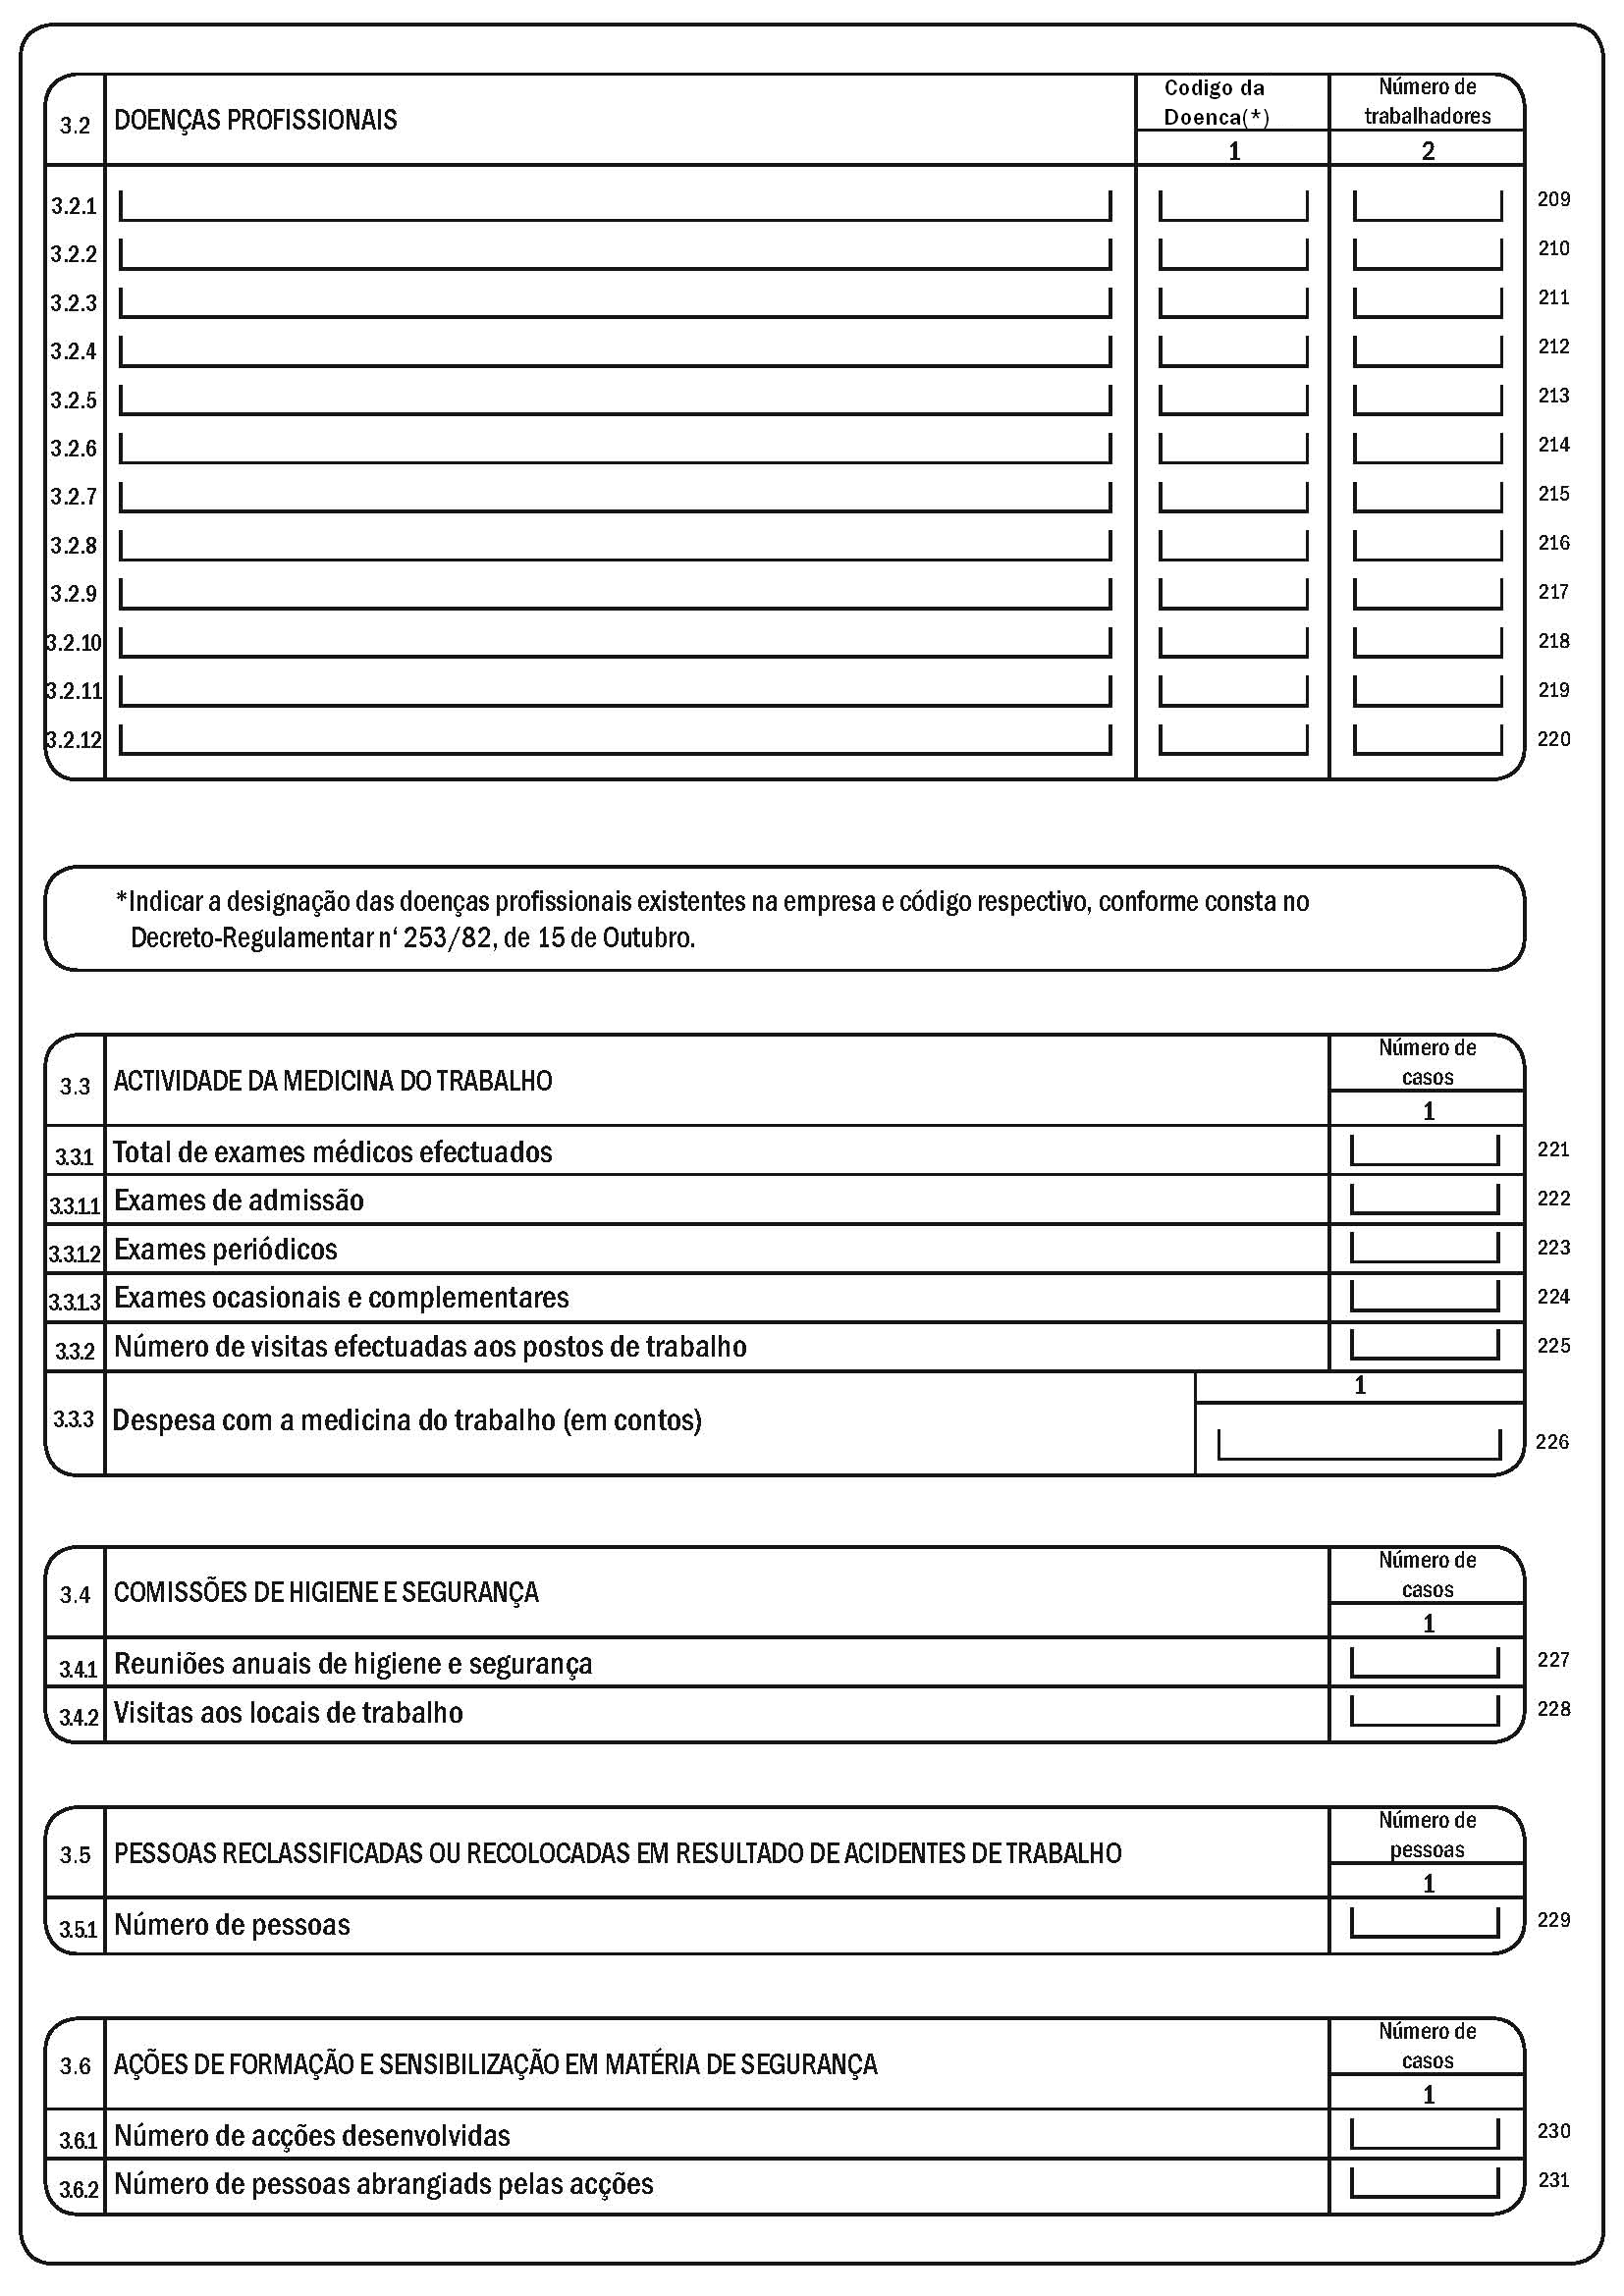 3.2 DOENÇAS PROFISSIONAIS
Codigo da
Doenca(*)
1
Número de
trabalhadores
2
3.2.1 209
3.2.2 210
3.2.3 211
3.2.4 212
3.2.5 213
3.2.6 214
3.2.7 215
3.2.8 216
3.2.9 217
3.2.10 218
3.2.11 219
3.2.12 220
*Indicar a designação das doenças profissionais existentes na empresa e código respectivo, conforme consta no
Decreto-Regulamentar n‘ 253/82, de 15 de Outubro.
3.3 ACTIVIDADE DA MEDICINA DO TRABALHO
Número de
casos
1
3.3.1 Total de exames médicos efectuados 221
3.3.1.1 Exames de admissão 222
3.3.1.2 Exames periódicos 223
3.3.1.3 Exames ocasionais e complementares 224
3.3.2 Número de visitas efectuadas aos postos de trabalho 225
1
3.3.3 Despesa com a medicina do trabalho (em contos) 226
3.4 COMISSÕES DE HIGIENE E SEGURANÇA
Número de
casos
1
3.4.1 Reuniões anuais de higiene e segurança 227
3.4.2 Visitas aos locais de trabalho 228
3.5 PESSOAS RECLASSIFICADAS OU RECOLOCADAS EM RESULTADO DE ACIDENTES DE TRABALHO
Número de
pessoas
1
3.5.1 Número de pessoas 229
3.6 AÇÕES DE FORMAÇÃO E SENSIBILIZAÇÃO EM MATÉRIA DE SEGURANÇA
Número de
casos
1
3.6.1 Número de acções desenvolvidas 230
3.6.2 Número de pessoas abrangiads pelas acções 231